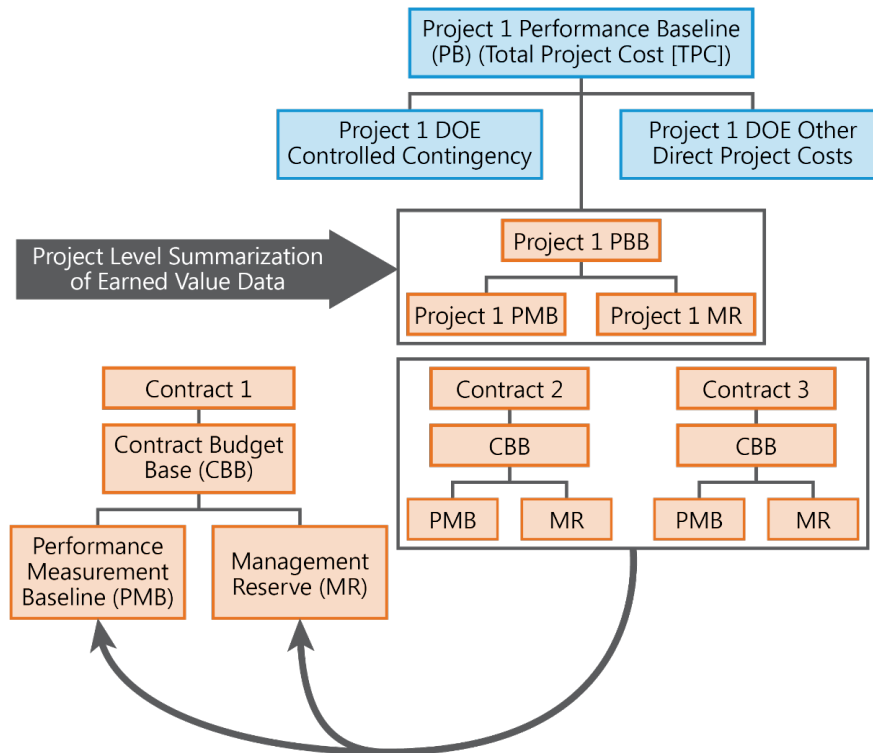 Project 1 Performance Baseline
(PB) (Total Project Cost [TPC])
Project 1 DOE
Controlled Contingency
Project 1 DOE Other
Direct Project Costs
Project Level Summarization
of Earned Value Data
Project 1 PBB
Project 1 PMB
Project 1 MR
Contract 1
Contract Budget
Base (CBB)
Performance
Measurement
Baseline (PMB)
Management
Reserve (MR)
Contract 2
CBB
PMB
MR
Contract 3
CBB
PMB
MR